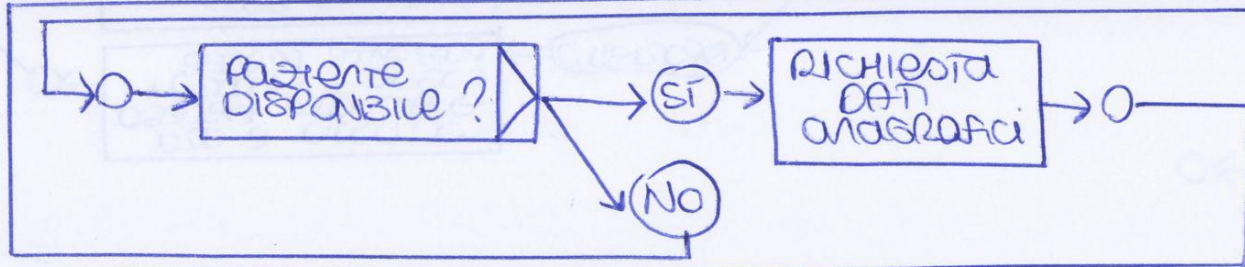 PAZIENTE
DISPONIBILE ?
SI
RICHIESTA
DATI
ANAGRAFICI
NO